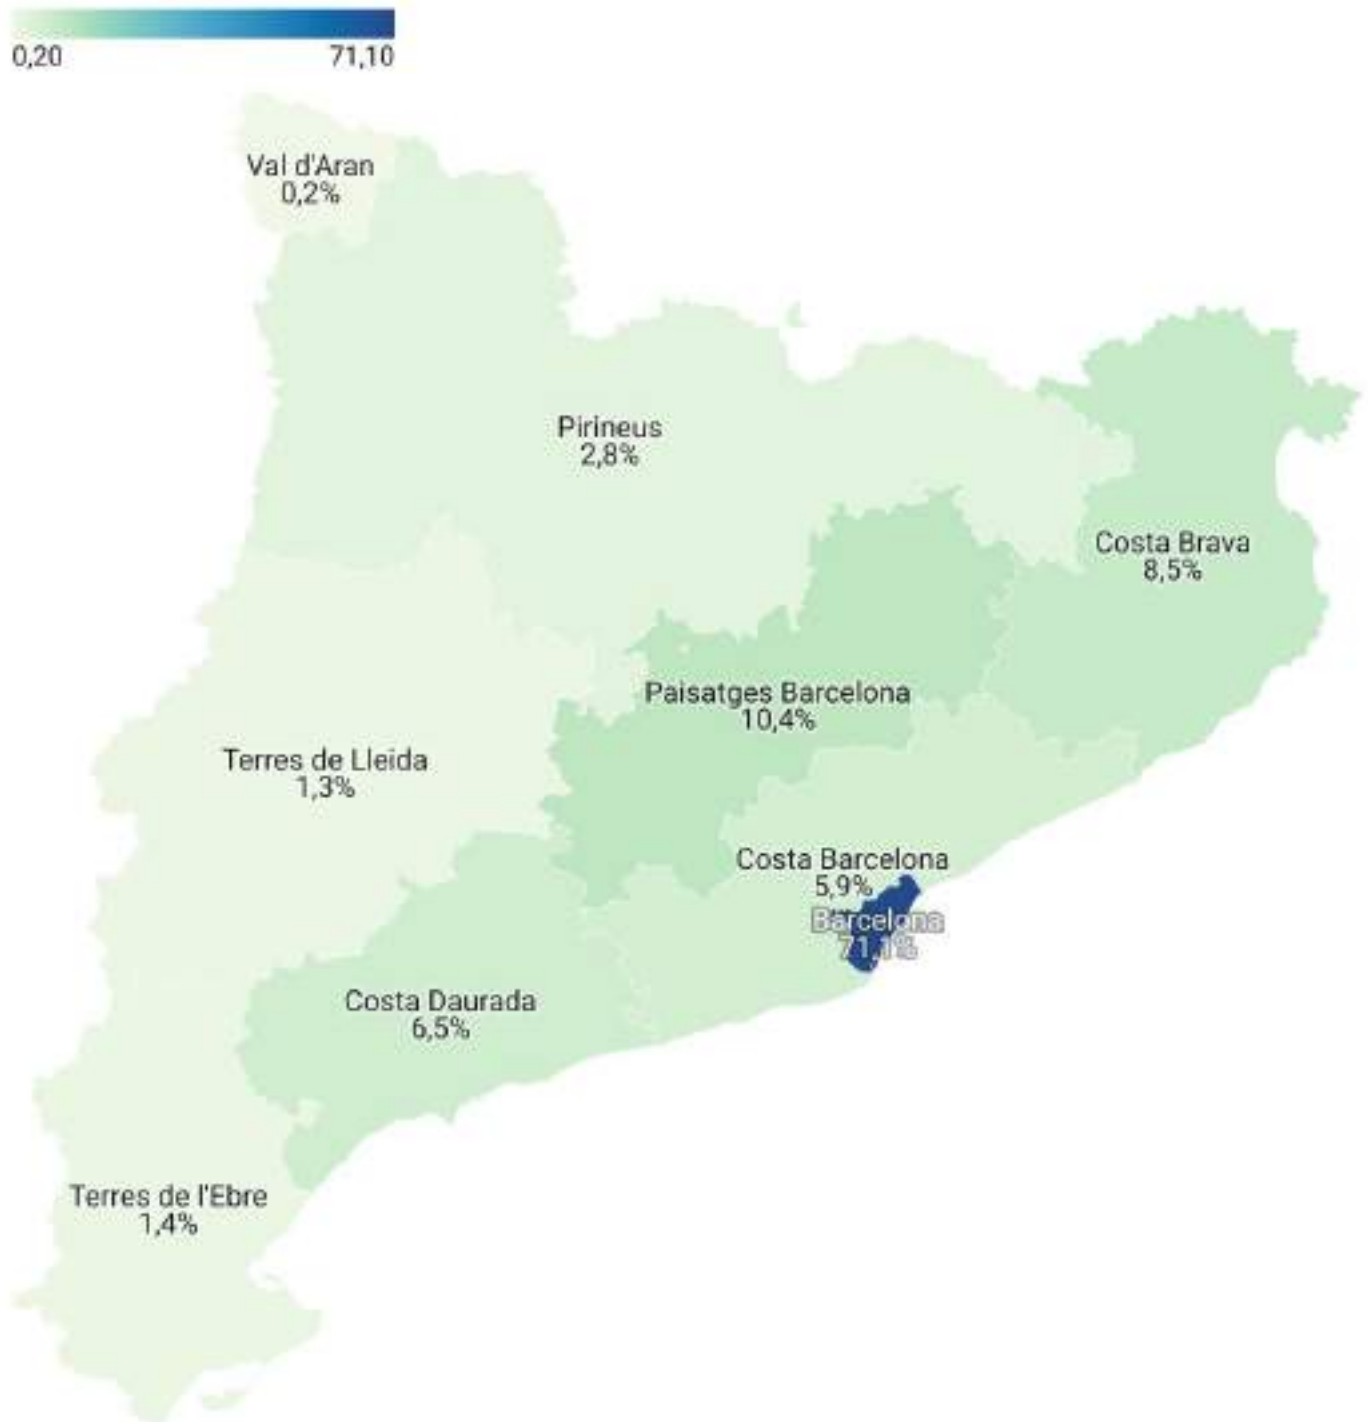 0,20 71,10
Val d'Aran
0,2%
Pirineus
2,8%
Costa Brava
8,5%
Paisatges Barcelona
10,4%
Terres de Lleida
1,3%
Costa Barcelona
5,9%
Barcelona
71,1%
Costa Daurada
6,5%
Terres de l'Ebre
1,4%